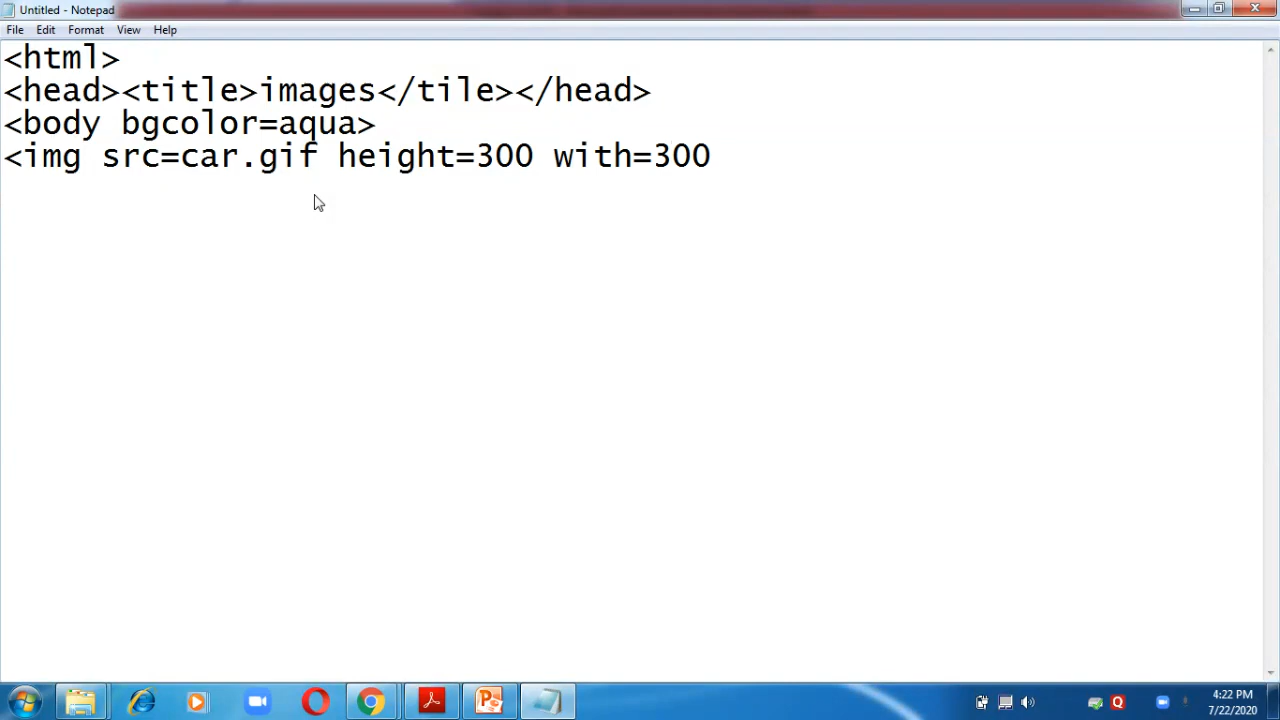 Untitled - Notepad
File Edit Format View Help
<html>
<head><title>images</tile></head>
<body bgcolor=aqua>
<img src=car.gif height=300 with=300
4:22 PM
7/22/2020